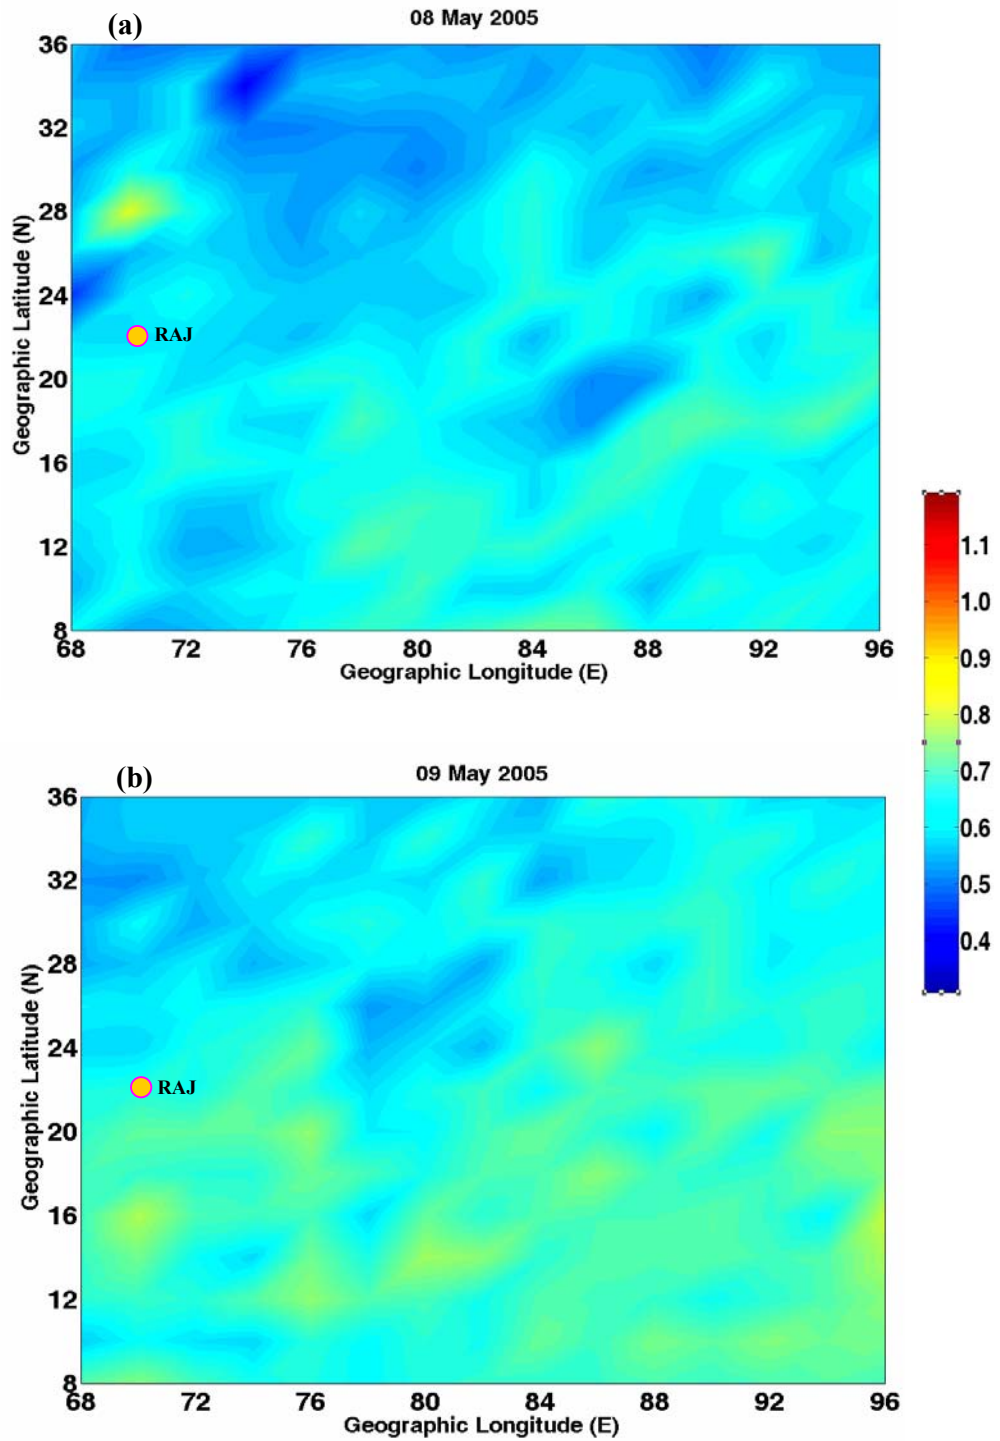 (a)
08 May 2005
36
32
28
24
20
16
12
8
Geographic Latitude (N)
RAJ
68 72 76 80 84 88 92 96
Geographic Longitude (E)
1.1
1.0
0.9
0.8
0.7
0.6
0.5
0.4
(b)
09 May 2005
36
32
28
24
20
16
12
8
Geographic Latitude (N)
RAJ
68 72 76 80 84 88 92 96
Geographic Longitude (E)